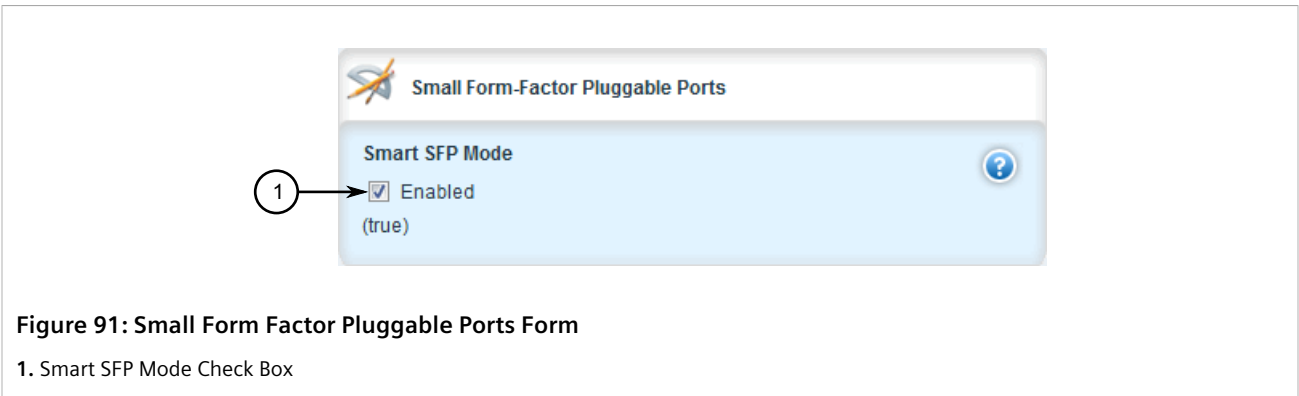 Small Form-Factor Pluggable Ports
Smart SFP Mode
1
Enabled
(true)
?
Figure 91: Small Form Factor Pluggable Ports Form
1. Smart SFP Mode Check Box